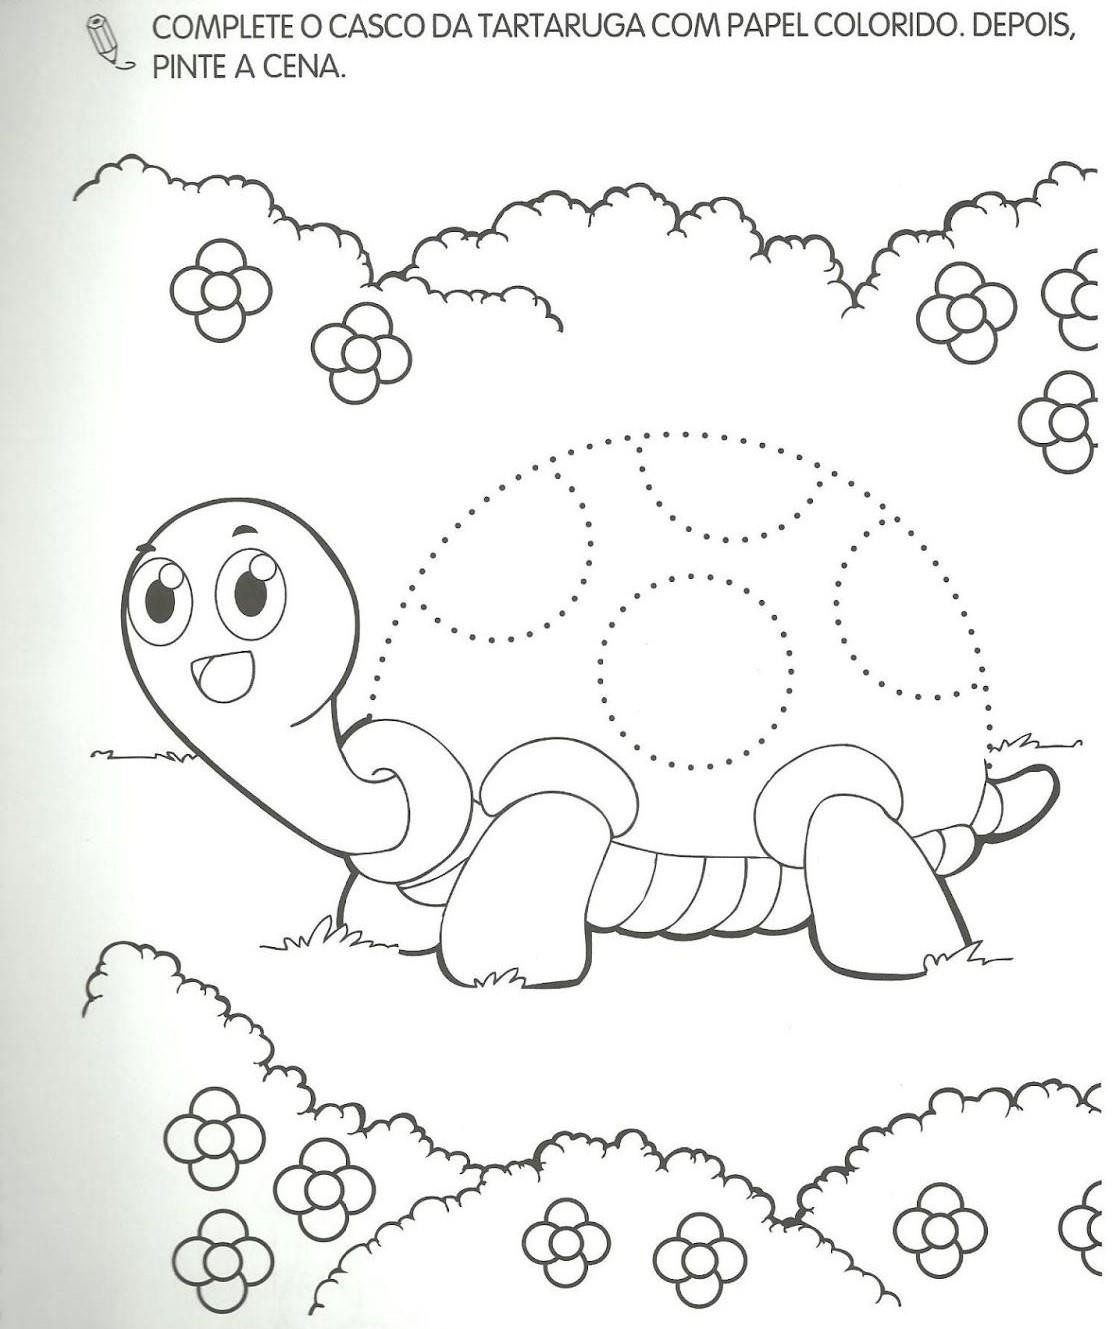 COMPLETE O CASCO DA TARTARUGA COM PAPEL COLORIDO. DEPOIS,
PINTE A CENA.